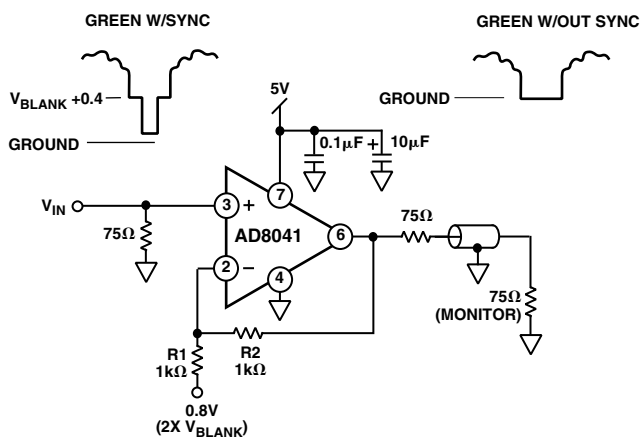 GREEN W/SYNC
GREEN W/OUT SYNC
V_BLANK +0.4
GROUND
GROUND
5V
0.1µF
+
10µF
V_IN
75Ω
3
+
7
AD8041
6
2
−
4
75Ω
75Ω
(MONITOR)
R1
1kΩ
R2
1kΩ
0.8V
(2X V_BLANK)